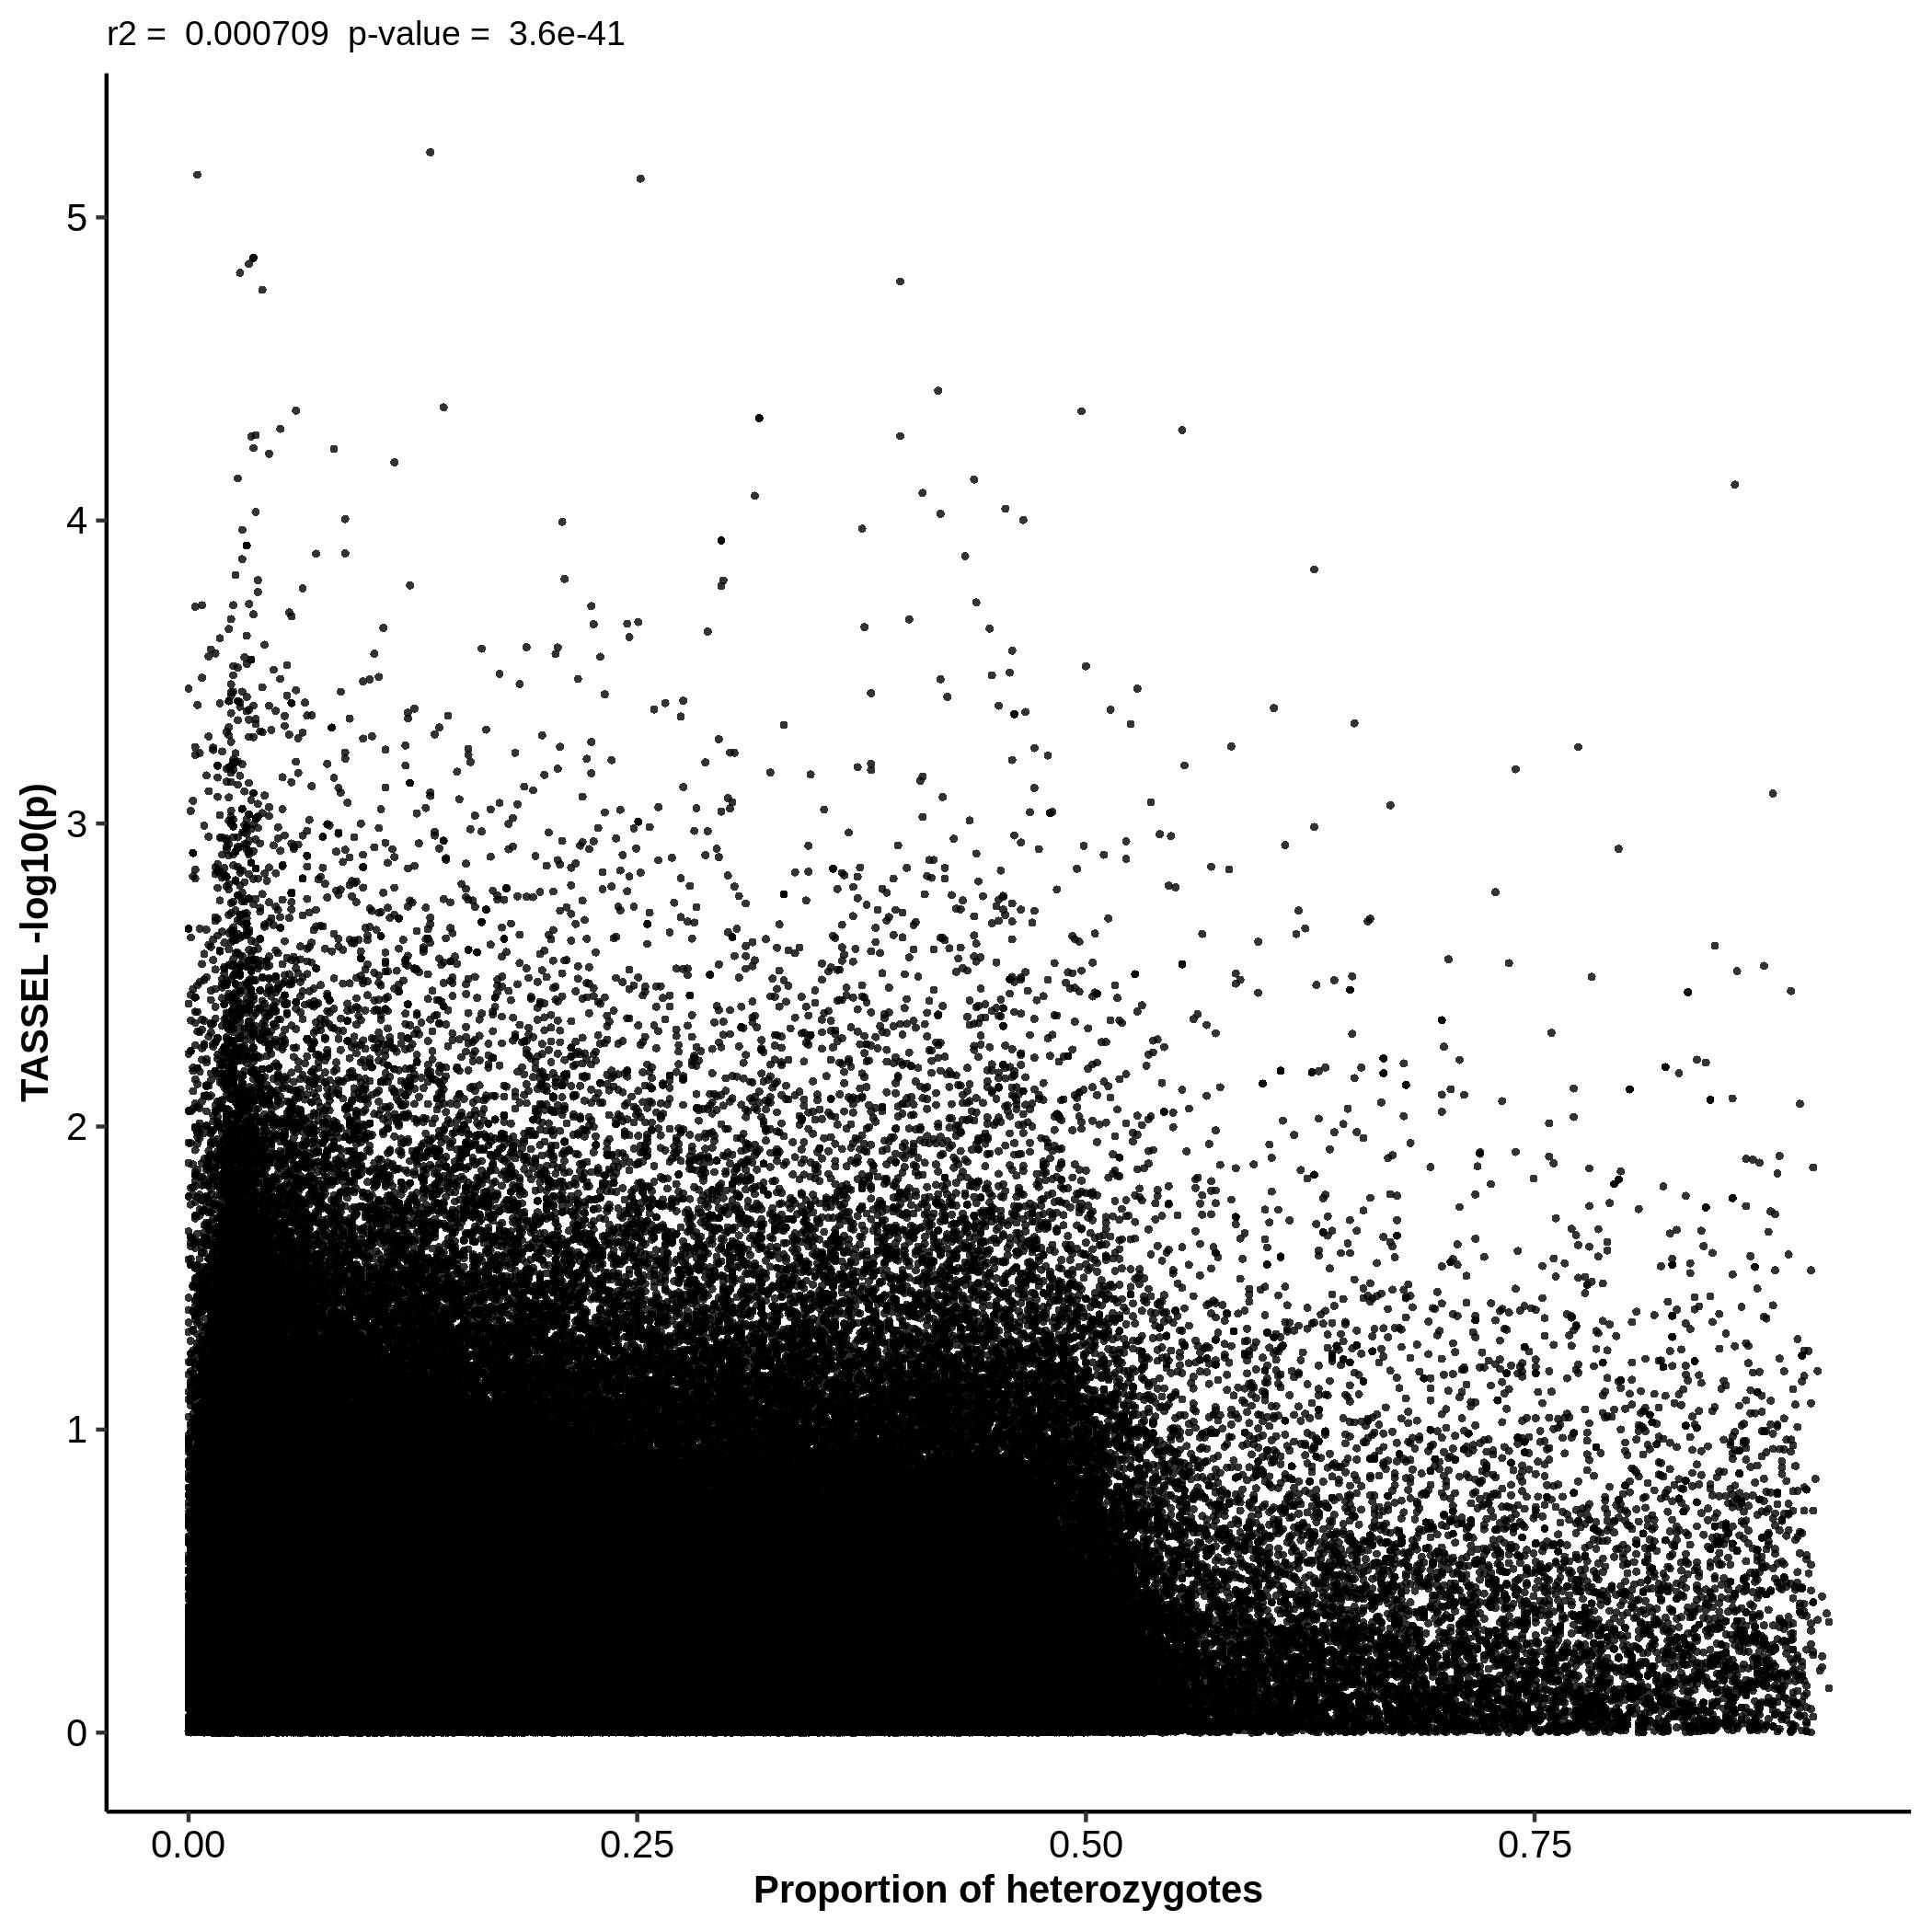 r2 =  0.000709  p-value =  3.6e-41
TASSEL -log10(p)
5
4
3
2
1
0
0.00 0.25 0.50 0.75
Proportion of heterozygotes